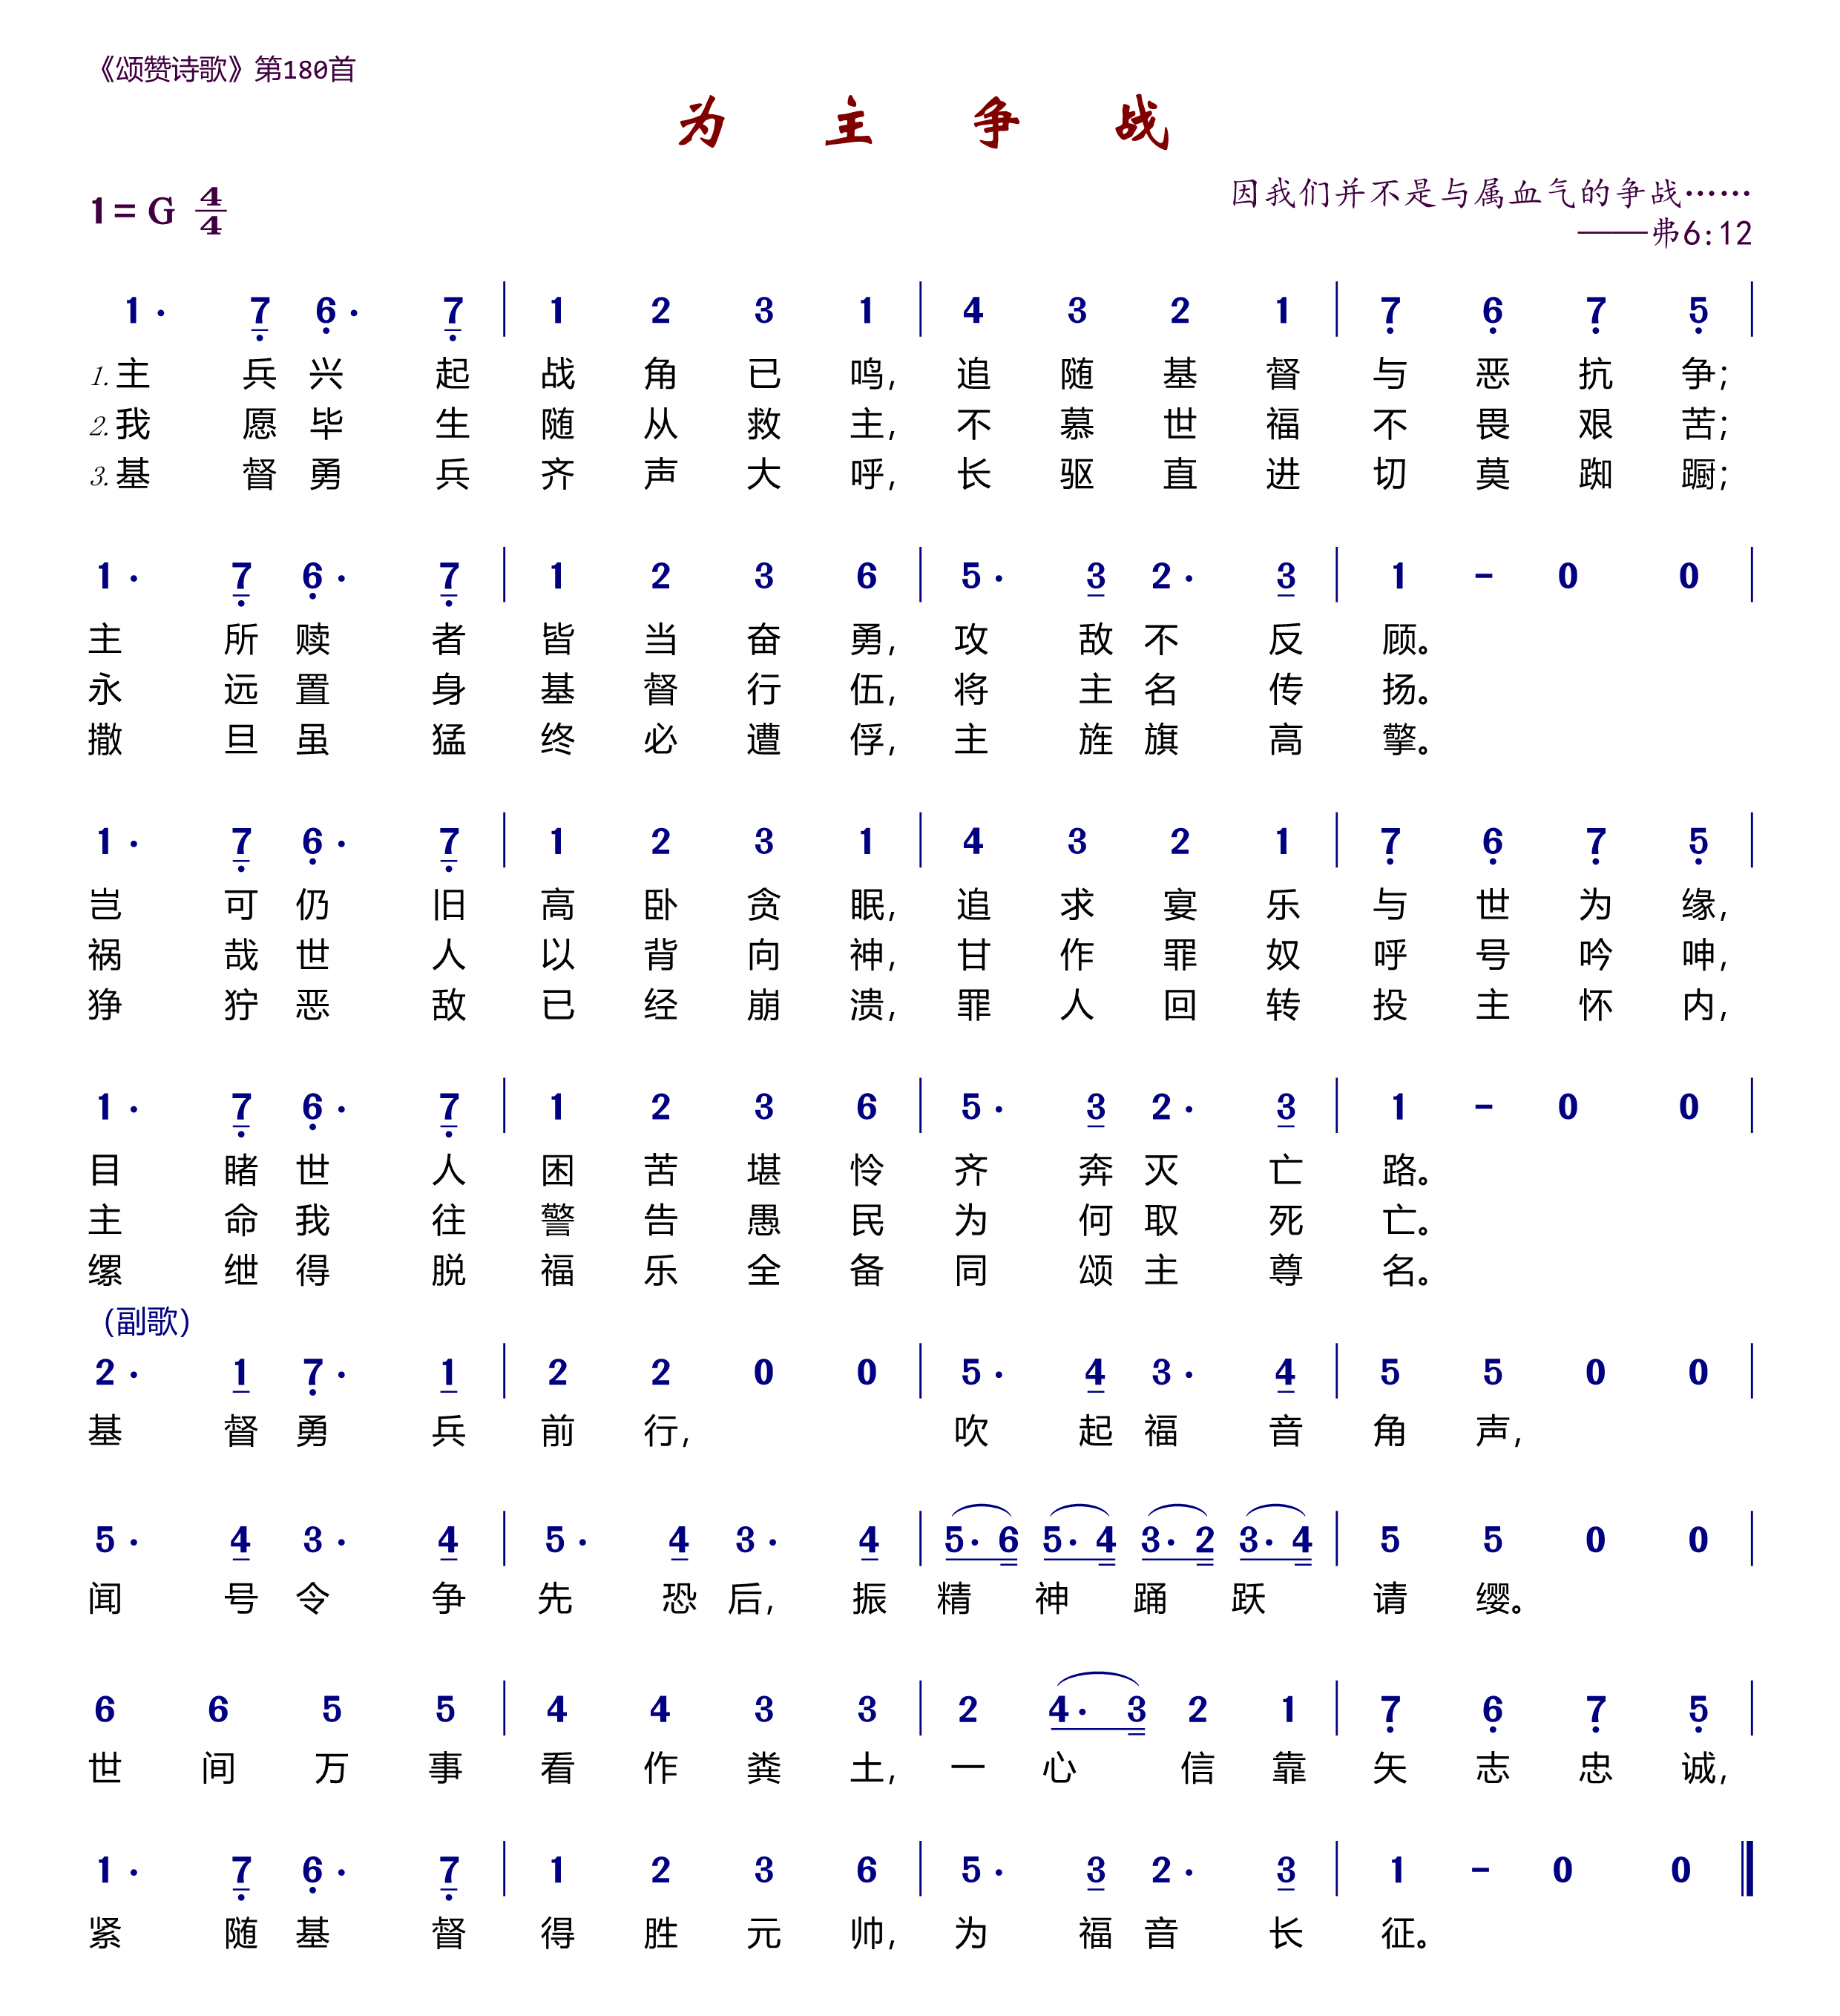 《颂赞诗歌》第180首
为主争战
1=G 4/4
因我们并不是与属血气的争战……
——弗6:12
1· 7 6· 7 | 1 2 3 1 | 4 3 2 1 | 7 6 7 5 |
1.主兵兴起战角已鸣,追随基督与恶抗争;
2.我愿毕生随从救主,不慕世福不畏艰苦;
3.基督勇兵齐声大呼,长驱直进切莫踟蹰;
1· 7 6· 7 | 1 2 3 6 | 5· 3 2· 3 | 1 - 0 0 |
主所赎者皆当奋勇,攻敌不反顾。
永远置身基督行伍,将主名传扬。
撒旦虽猛终必遭俘,主旌旗高擎。
1· 7 6· 7 | 1 2 3 1 | 4 3 2 1 | 7 6 7 5 |
岂可仍旧高卧贪眠,追求宴乐与世为缘,
祸哉世人以背向神,甘作罪奴呼号吟呻,
狰狞恶敌已经崩溃,罪人回转投主怀内,
1· 7 6· 7 | 1 2 3 6 | 5· 3 2· 3 | 1 - 0 0 |
目睹世人困苦堪怜齐奔灭亡路。
主命我往警告愚民为何取死亡。
缧绁得脱福乐全备同颂主尊名。
(副歌)
2· 1 7· 1 | 2 2 0 0 | 5· 4 3· 4 | 5 5 0 0 |
基督勇兵前行,吹起福音角声,
5· 4 3· 4 | 5· 4 3· 4 | 5· 6 5· 4 3· 2 3· 4 | 5 5 0 0 |
闻号令争先恐后,振精神踊跃请缨。
6 6 5 5 | 4 4 3 3 | 2 4· 3 2 1 | 7 6 7 5 |
世间万事看作粪土,一心信靠矢志忠诚,
1· 7 6· 7 | 1 2 3 6 | 5· 3 2· 3 | 1 - 0 0 ‖
紧随基督得胜元帅,为福音长征。